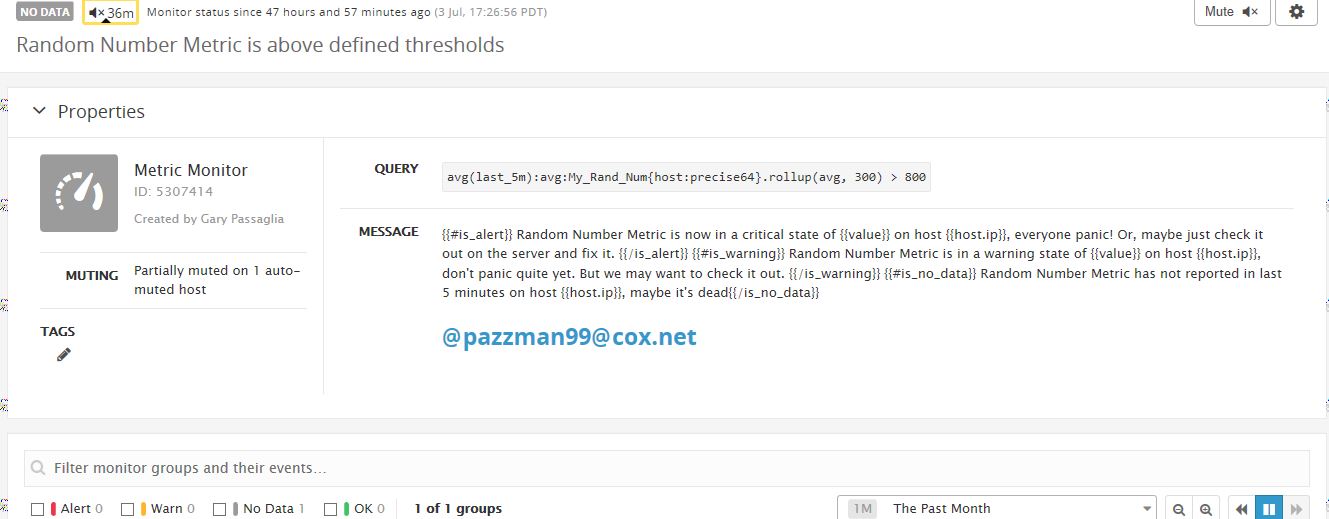 NO DATA 36m Monitor status since 47 hours and 57 minutes ago (3 Jul, 17:26:56 PDT) Mute
Random Number Metric is above defined thresholds
Properties
Metric Monitor
ID: 5307414
Created by Gary Passaglia
MUTING Partially muted on 1 auto-
muted host
TAGS
QUERY avg(last_5m):avg:My_Rand_Num{host:precise64}.rollup(avg, 300) > 800
MESSAGE {{#is_alert}} Random Number Metric is now in a critical state of {{value}} on host {{host.ip}}, everyone panic! Or, maybe just check it
out on the server and fix it. {{/is_alert}} {{#is_warning}} Random Number Metric is in a warning state of {{value}} on host {{host.ip}},
don't panic quite yet. But we may want to check it out. {{/is_warning}} {{#is_no_data}} Random Number Metric has not reported in last
5 minutes on host {{host.ip}}, maybe it's dead{{/is_no_data}}
@pazzman99@cox.net
Filter monitor groups and their events...
Alert 0 Warn 0 No Data 1 OK 0 1 of 1 groups 1M The Past Month